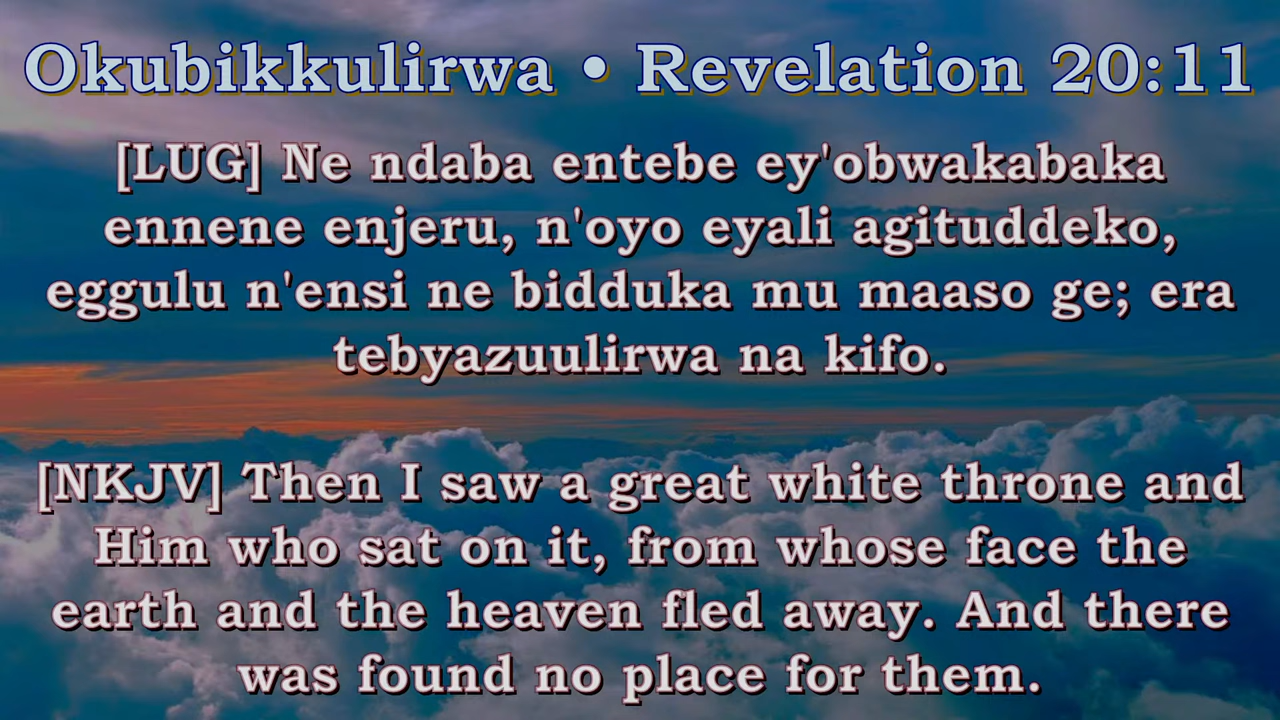 Okubikkulirwa • Revelation 20:11
[LUG] Ne ndaba entebe ey'obwakabaka
ennene enjeru, n'oyo eyali agituddeko,
eggulu n'ensi ne bidduka mu maaso ge; era
tebyazuulirwa na kifo.
[NKJV] Then I saw a great white throne and
Him who sat on it, from whose face the
earth and the heaven fled away. And there
was found no place for them.